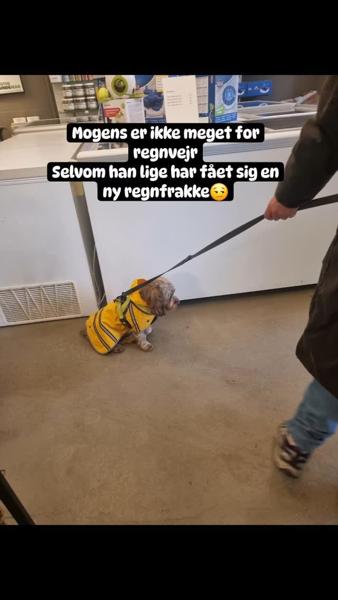 Mogens er ikke meget for
regnvejr
Selvom han lige har fået sig en
ny regnfrakke😏